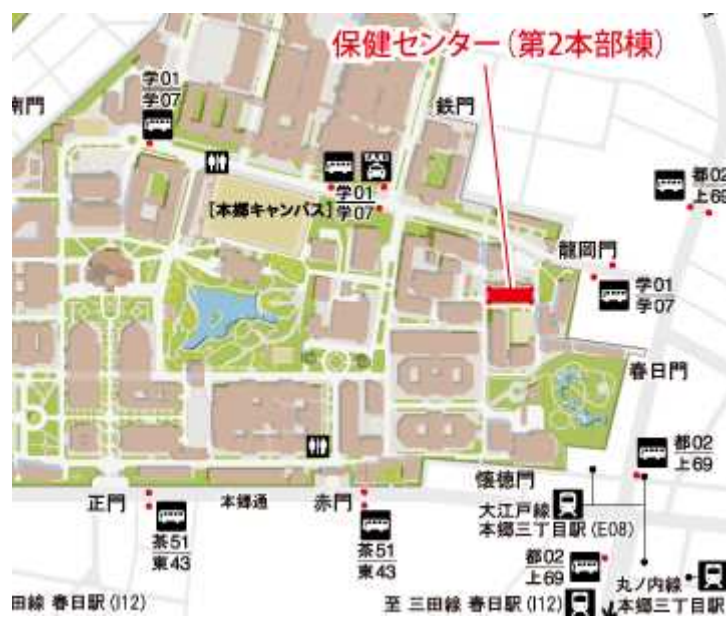 保健センター（第2本部棟）
学01
学07
南門
鉄門
TAXI
学01
学07
[本郷キャンパス]
都02
上69
龍岡門
学01
学07
春日門
都02
上69
懐徳門
正門
本郷通
赤門
大江戸線
本郷三丁目駅(E08)
茶51
東43
茶51
東43
都02
上69
丸ノ内線
本郷三丁目駅
田線 春日駅(I12)
至 三田線 春日駅(I12)